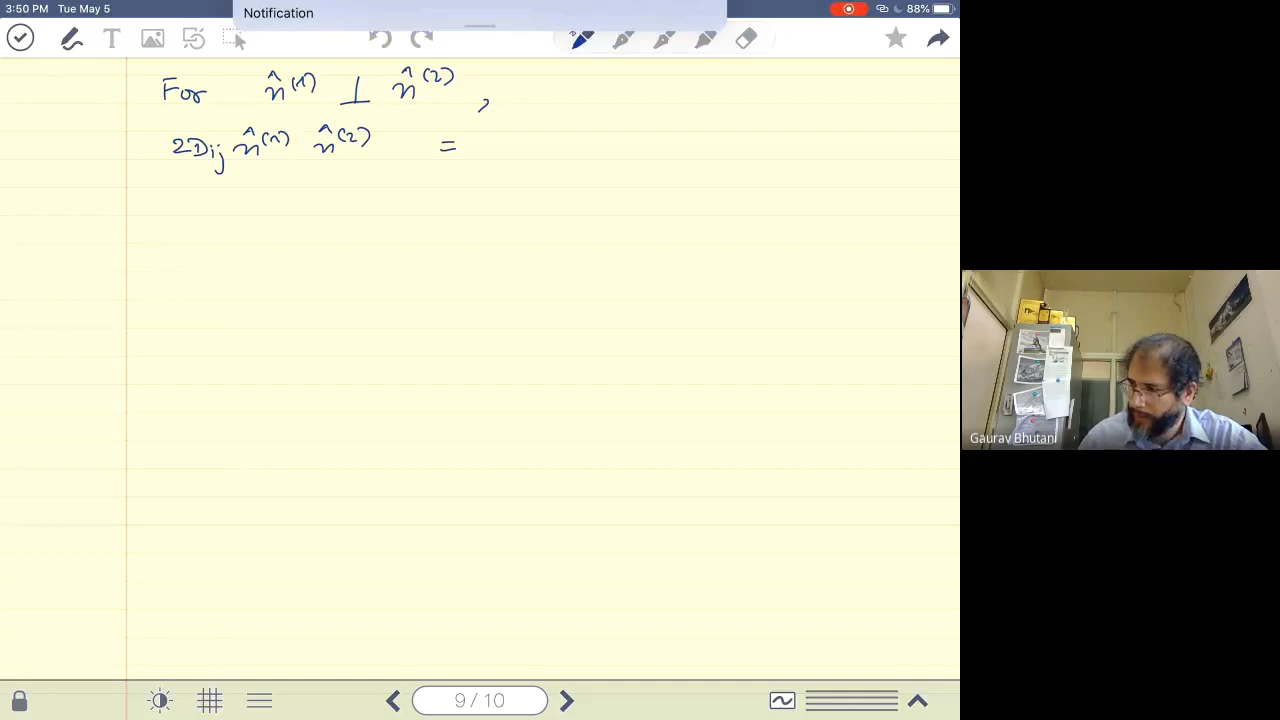 3:50 PM Tue May 5
88%
Notification
T
For n̂⁽¹⁾ ⊥ n̂⁽²⁾ ,
2Dij n̂⁽¹⁾ n̂⁽²⁾ =
Gaurav Bhutani
9 / 10